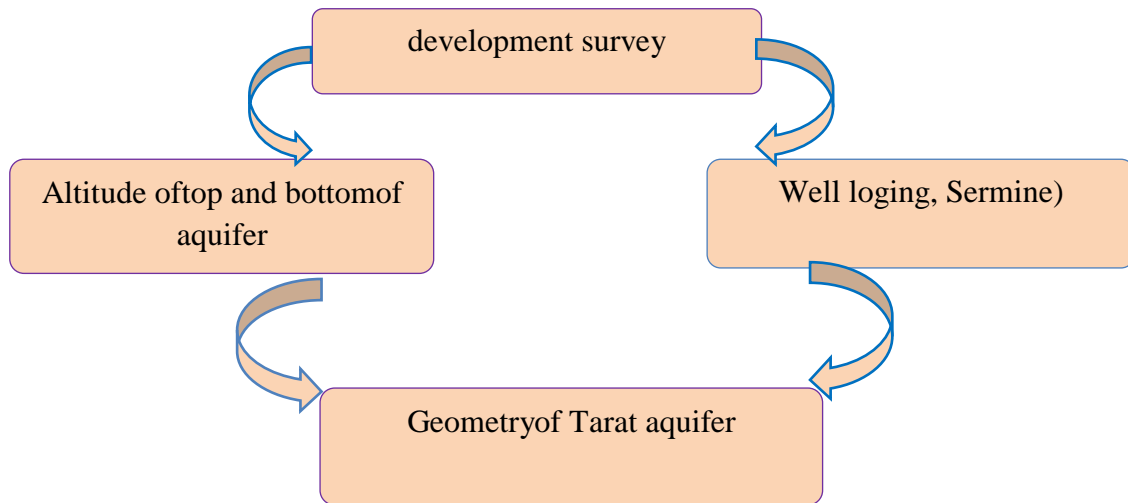 development survey
Altitude oftop and bottomof
aquifer
Well loging, Sermine)
Geometryof Tarat aquifer